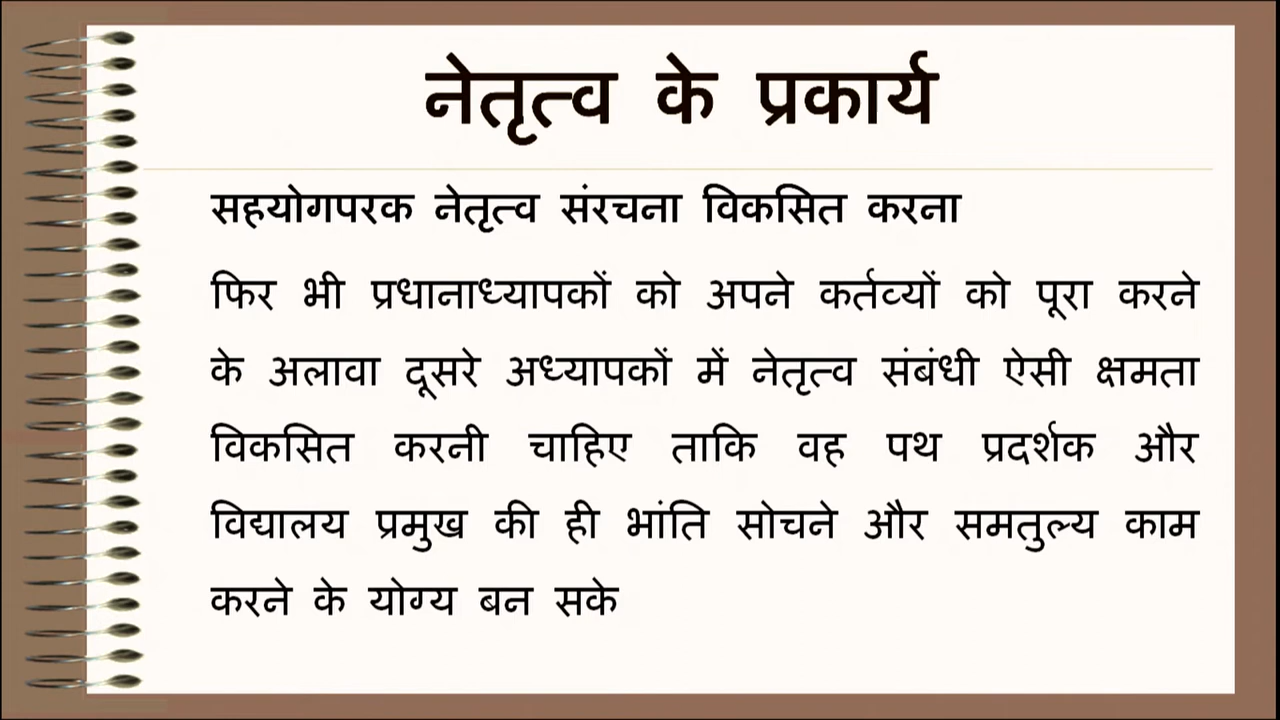 नेतृत्व के प्रकार्य
सहयोगपरक नेतृत्व संरचना विकसित करना
फिर भी प्रधानाध्यापकों को अपने कर्तव्यों को पूरा करने
के अलावा दूसरे अध्यापकों में नेतृत्व संबंधी ऐसी क्षमता
विकसित करनी चाहिए ताकि वह पथ प्रदर्शक और
विद्यालय प्रमुख की ही भांति सोचने और समतुल्य काम
करने के योग्य बन सके